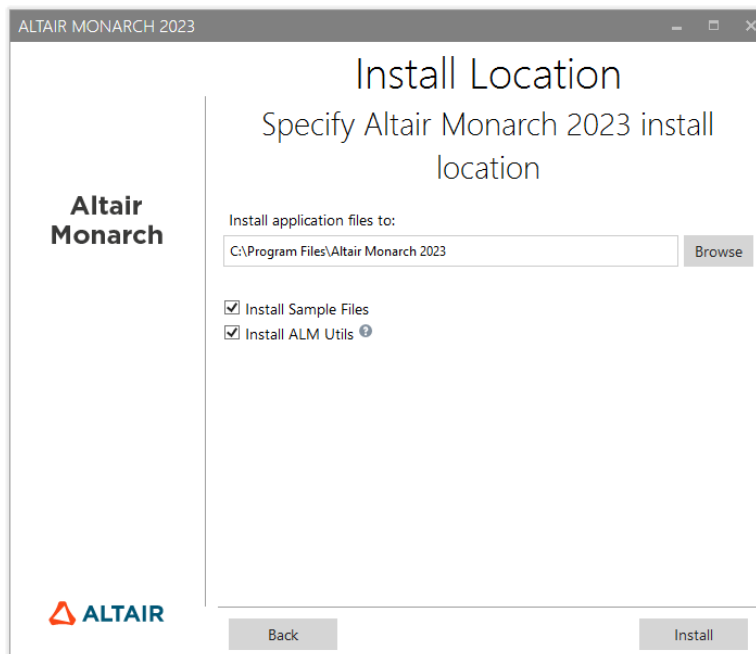 ALTAIR MONARCH 2023
Install Location
Specify Altair Monarch 2023 install
location
Altair
Monarch
Install application files to:
C:\Program Files\Altair Monarch 2023
Browse
Install Sample Files
Install ALM Utils ?
ALTAIR
Back
Install